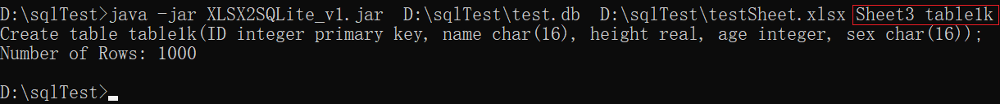 D:\sqlTest>java -jar XLSX2SQLite_v1.jar  D:\sqlTest\test.db  D:\sqlTest\testSheet.xlsx Sheet3 table1k
Create table table1k(ID integer primary key, name char(16), height real, age integer, sex char(16));
Number of Rows: 1000
D:\sqlTest>